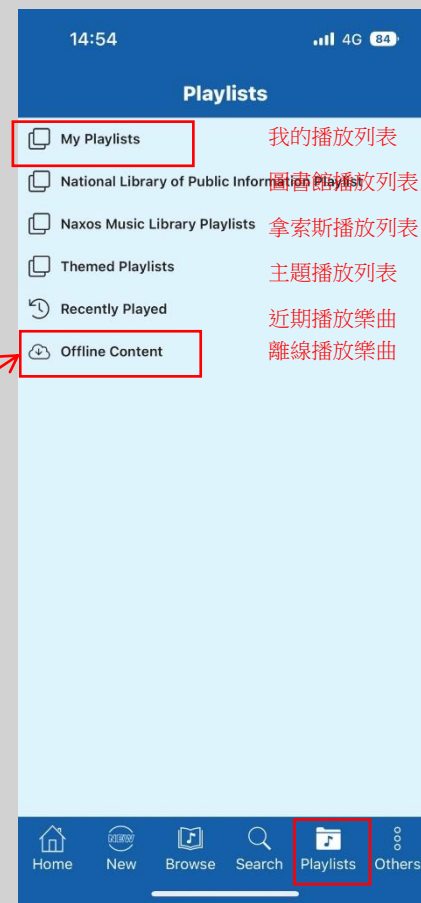 14:54 4G 84
Playlists
My Playlists 我的播放列表
National Library of Public Information Playlist 圖書館播放列表
Naxos Music Library Playlists 拿索斯播放列表
Themed Playlists 主題播放列表
Recently Played 近期播放樂曲
Offline Content 離線播放樂曲
NEW
Home New Browse Search Playlists Others